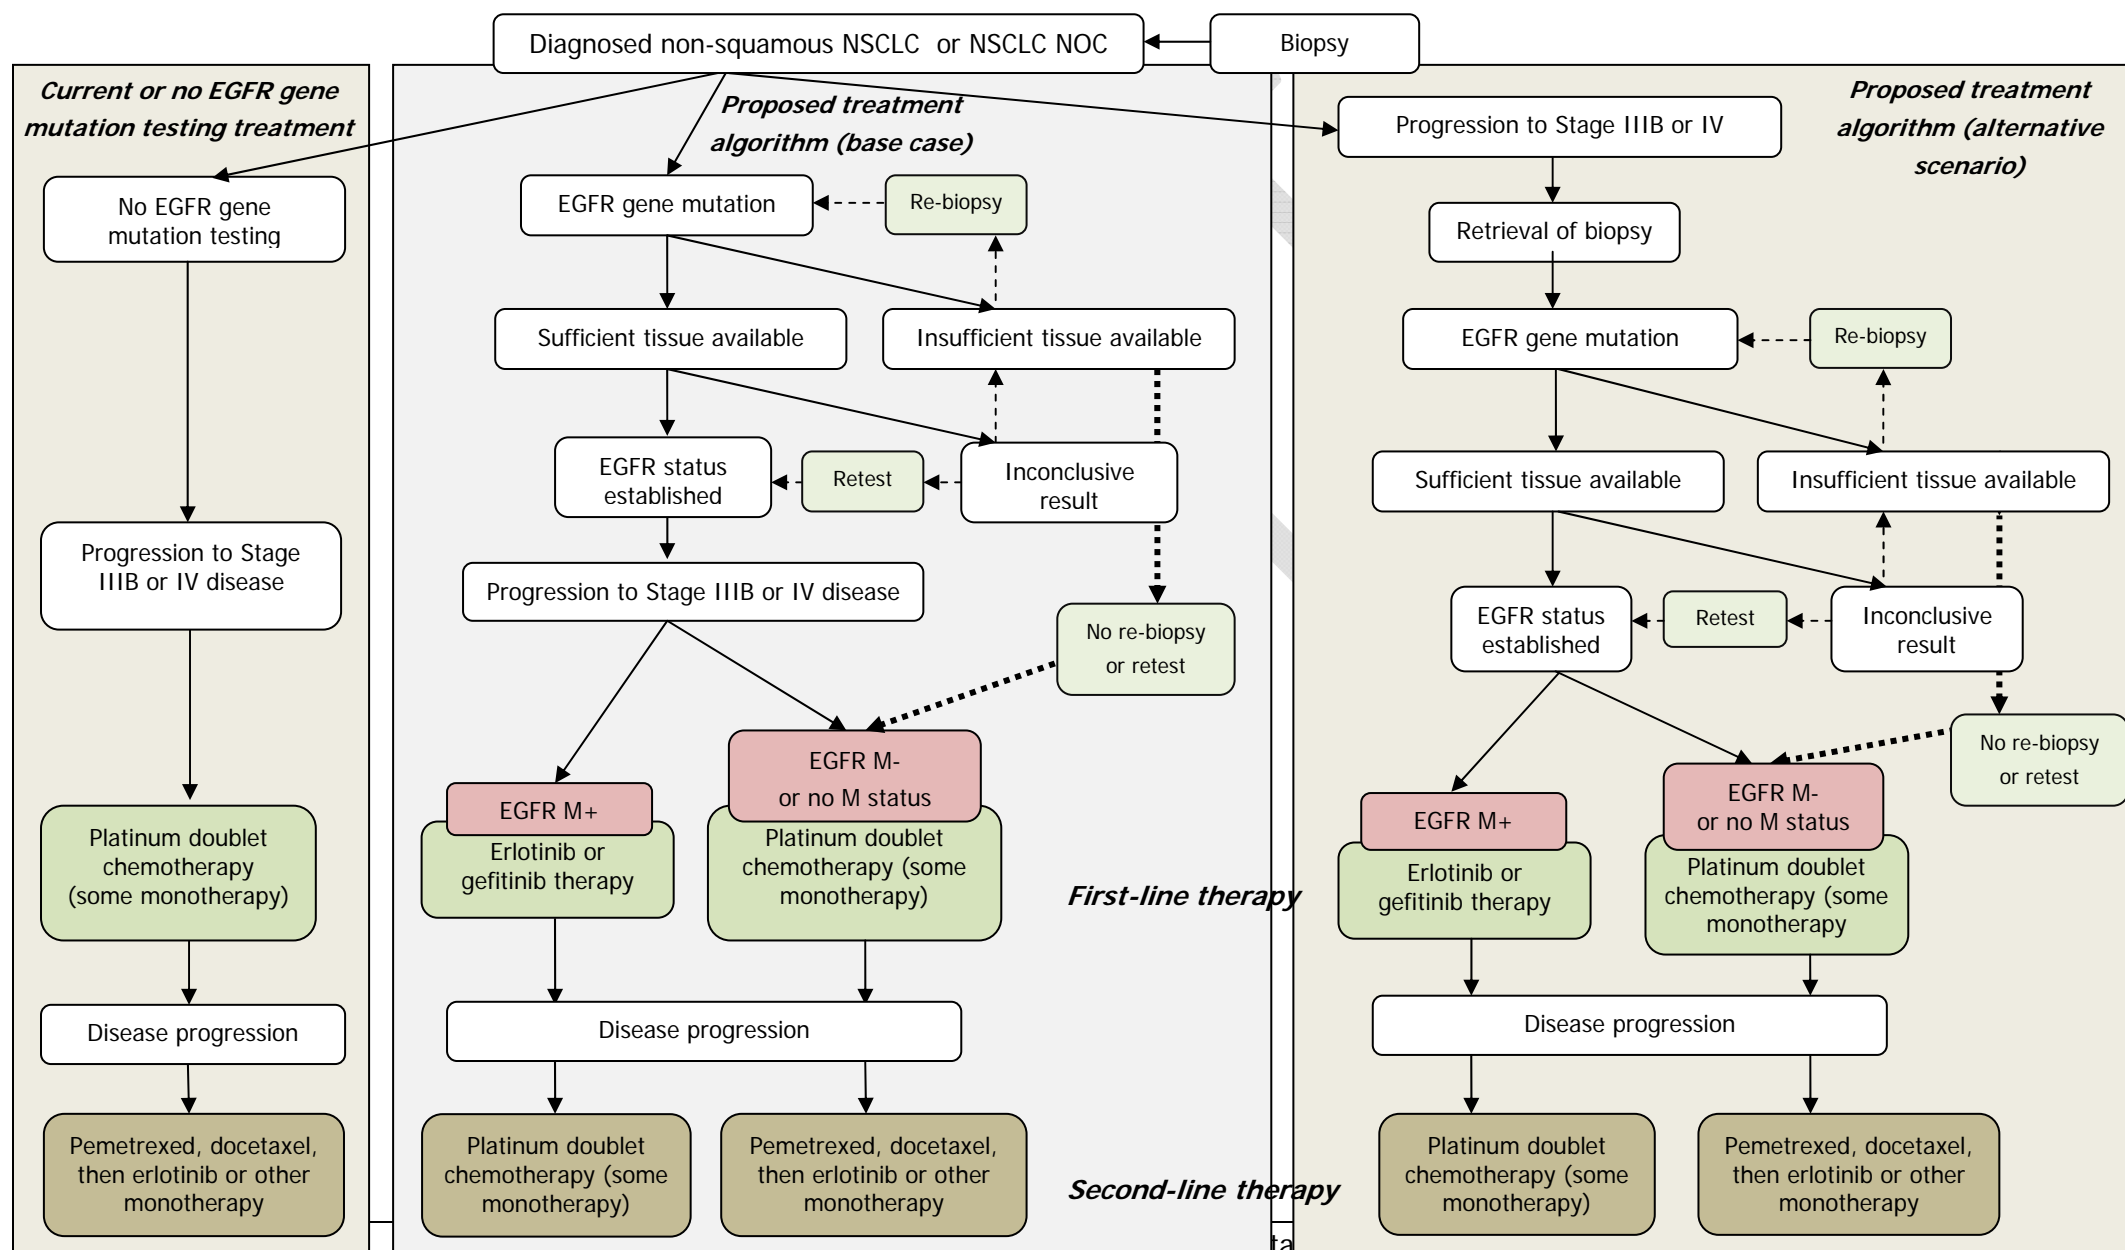 Diagnosed non-squamous NSCLC or NSCLC NOC
Biopsy
Current or no EGFR gene
mutation testing treatment
No EGFR gene
mutation testing
Progression to Stage
IIIB or IV disease
Platinum doublet
chemotherapy
(some monotherapy)
Disease progression
Pemetrexed, docetaxel,
then erlotinib or other
monotherapy
Proposed treatment
algorithm (base case)
EGFR gene mutation
Re-biopsy
Sufficient tissue available
Insufficient tissue available
EGFR status
established
Retest
Inconclusive
result
Progression to Stage IIIB or IV disease
No re-biopsy
or retest
EGFR M+
Erlotinib or
gefitinib therapy
EGFR M-
or no M status
Platinum doublet
chemotherapy (some
monotherapy)
First-line therapy
Disease progression
Platinum doublet
chemotherapy (some
monotherapy)
Pemetrexed, docetaxel,
then erlotinib or other
monotherapy
Second-line therapy
Proposed treatment
algorithm (alternative
scenario)
Progression to Stage IIIB or IV
Retrieval of biopsy
EGFR gene mutation
Re-biopsy
Sufficient tissue available
Insufficient tissue available
EGFR status
established
Retest
Inconclusive
result
No re-biopsy
or retest
EGFR M+
Erlotinib or
gefitinib therapy
EGFR M-
or no M status
Platinum doublet
chemotherapy (some
monotherapy
Disease progression
Platinum doublet
chemotherapy (some
monotherapy)
Pemetrexed, docetaxel,
then erlotinib or other
monotherapy
ta